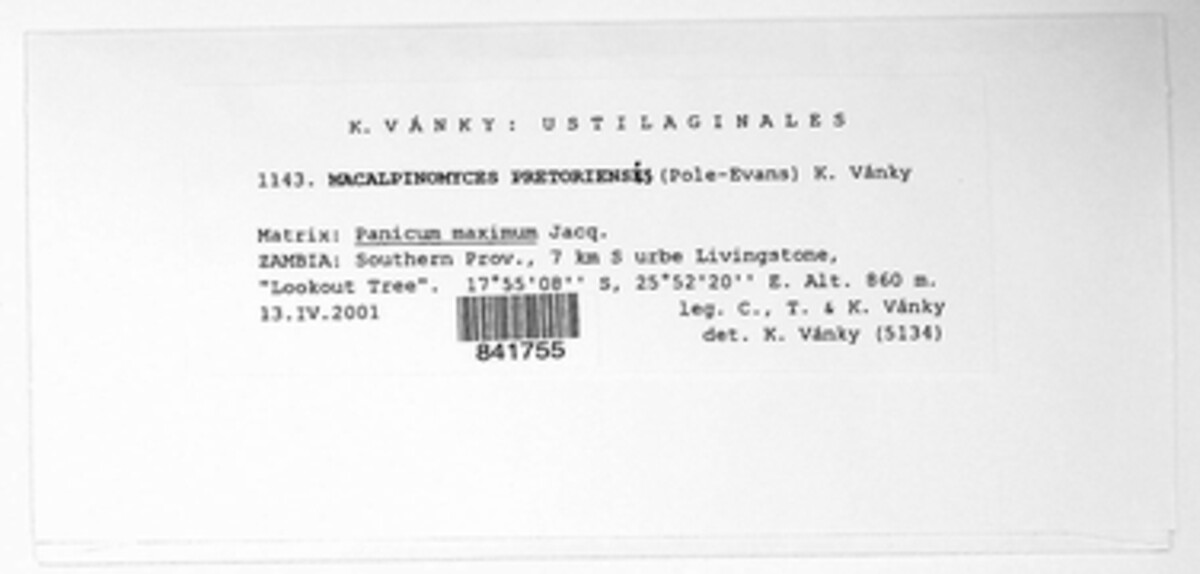 K. VÁNKY: USTILAGINALES
1143. MACALPINOMYCES PRETORIENSIS (Pole-Evans) K. Vánky
Matrix: Panicum maximum Jacq.
ZAMBIA: Southern Prov., 7 km S urbe Livingstone,
"Lookout Tree". 17°55'08'' S, 25°52'20'' E. Alt. 860 m.
13.IV.2001 leg. C., T. & K. Vánky
det. K. Vánky (5134)
841755